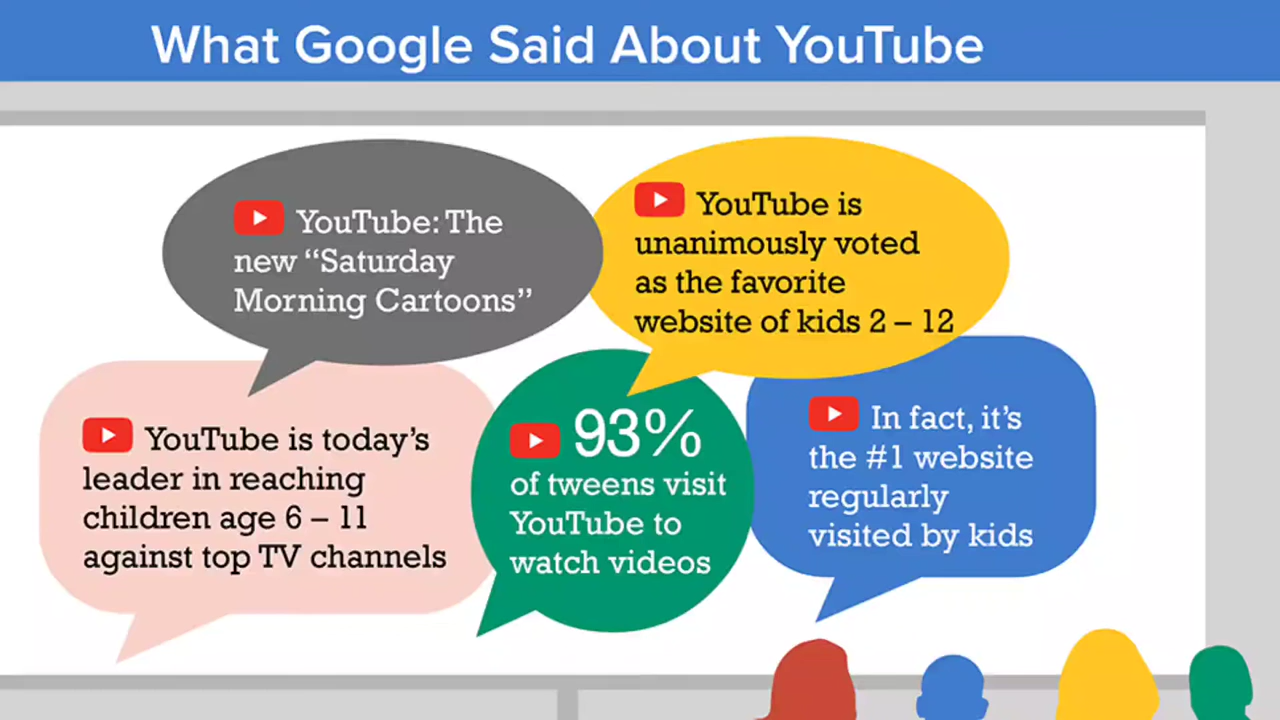 What Google Said About YouTube
YouTube: The
new “Saturday
Morning Cartoons”
YouTube is
unanimously voted
as the favorite
website of kids 2 – 12
YouTube is today’s
leader in reaching
children age 6 – 11
against top TV channels
93%
of tweens visit
YouTube to
watch videos
In fact, it’s
the #1 website
regularly
visited by kids